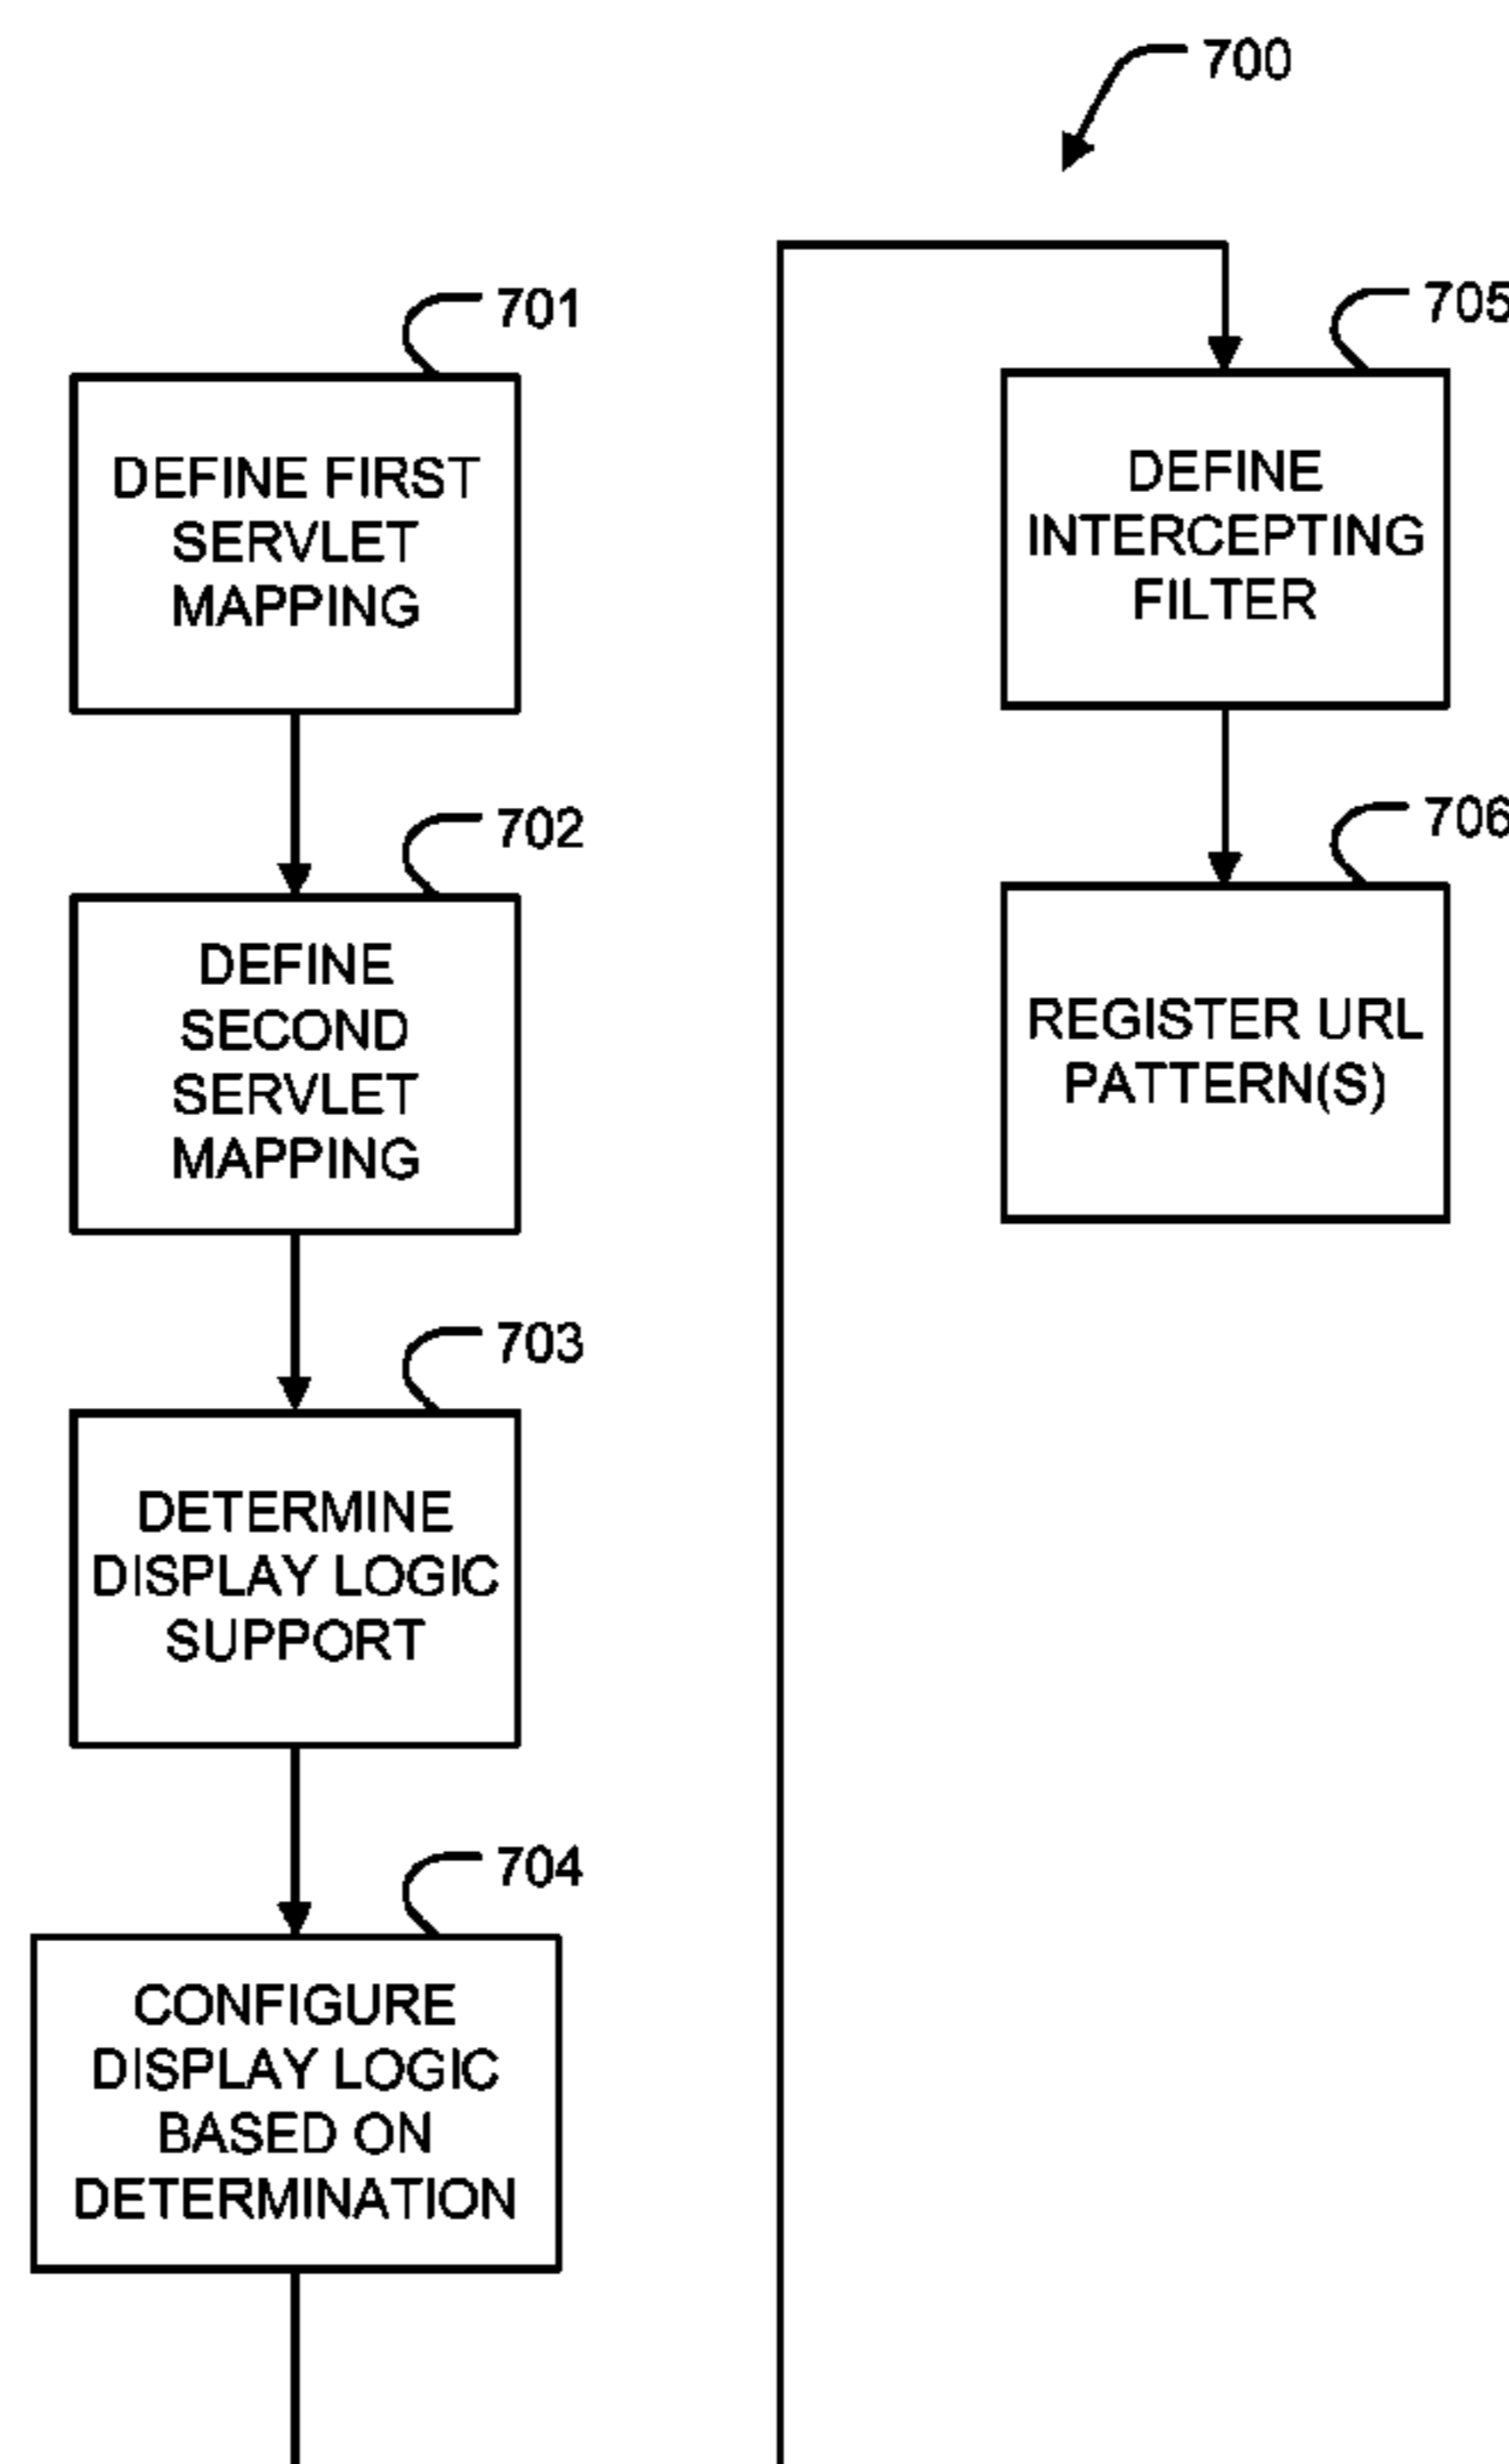 700
701
DEFINE FIRST
SERVLET
MAPPING
702
DEFINE
SECOND
SERVLET
MAPPING
703
DETERMINE
DISPLAY LOGIC
SUPPORT
704
CONFIGURE
DISPLAY LOGIC
BASED ON
DETERMINATION
705
DEFINE
INTERCEPTING
FILTER
706
REGISTER URL
PATTERN(S)